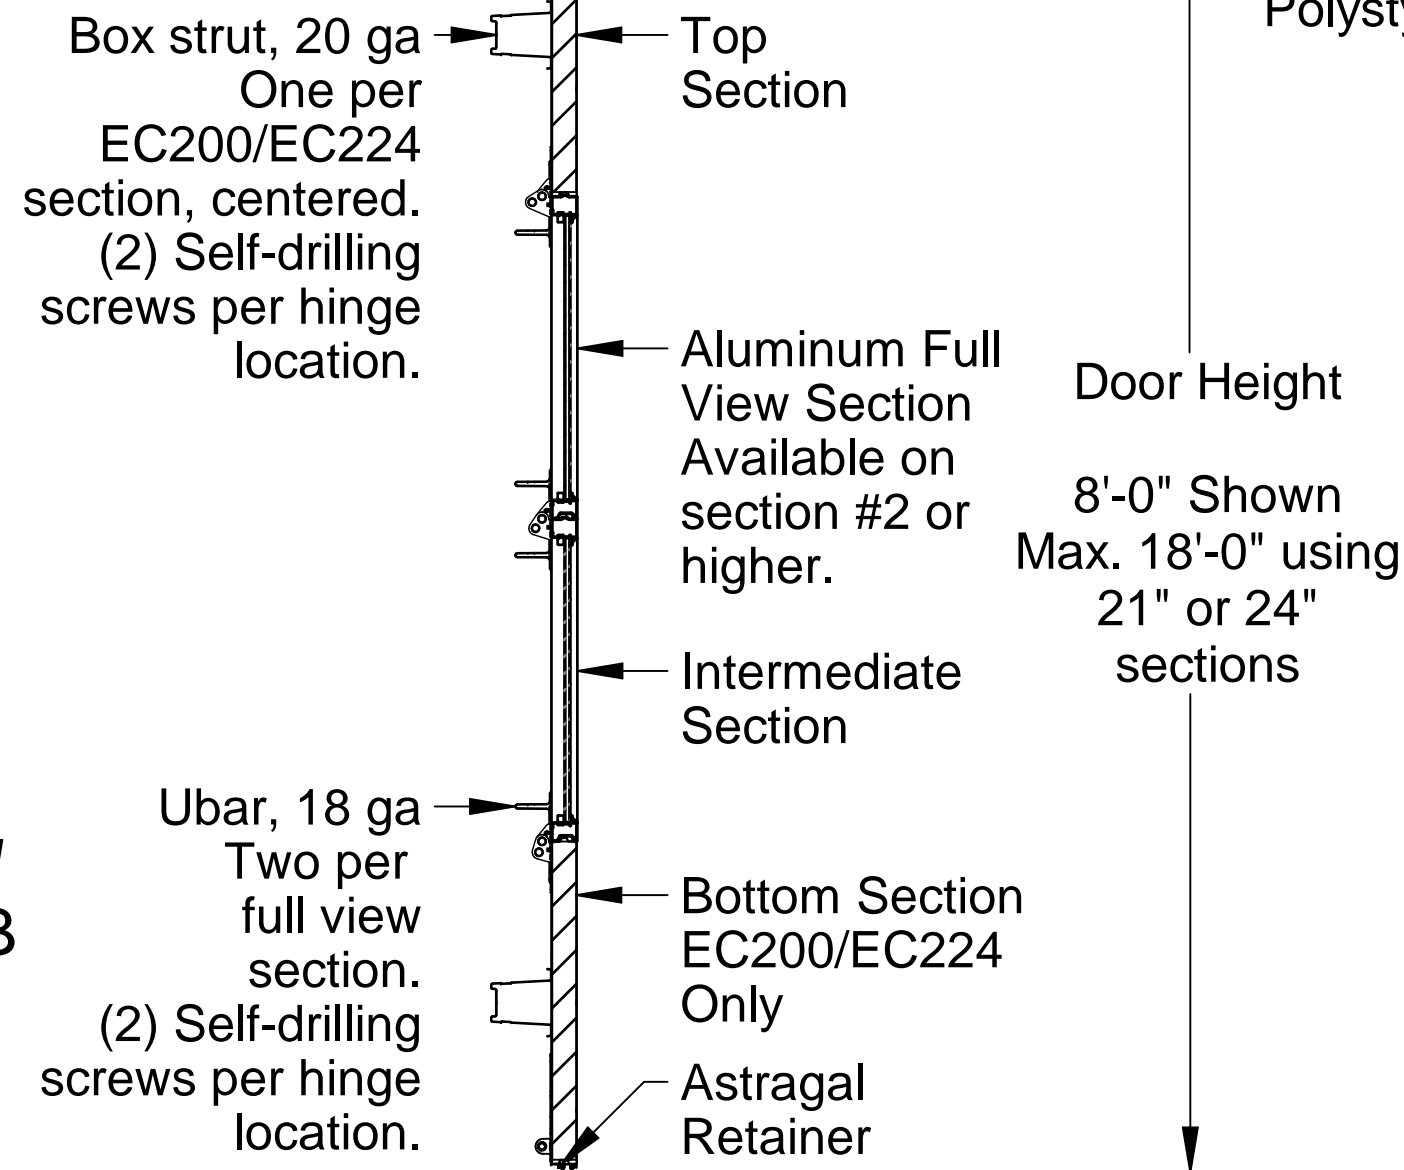 Box strut, 20 ga
One per
EC200/EC224
section, centered.
(2) Self-drilling
screws per hinge
location.
Top
Section
Aluminum Full
View Section
Available on
section #2 or
higher.
Door Height
8'-0" Shown
Max. 18'-0" using
21" or 24"
sections
Intermediate
Section
Ubar, 18 ga
Two per
full view
section.
(2) Self-drilling
screws per hinge
location.
Bottom Section
EC200/EC224
Only
Astragal
Retainer